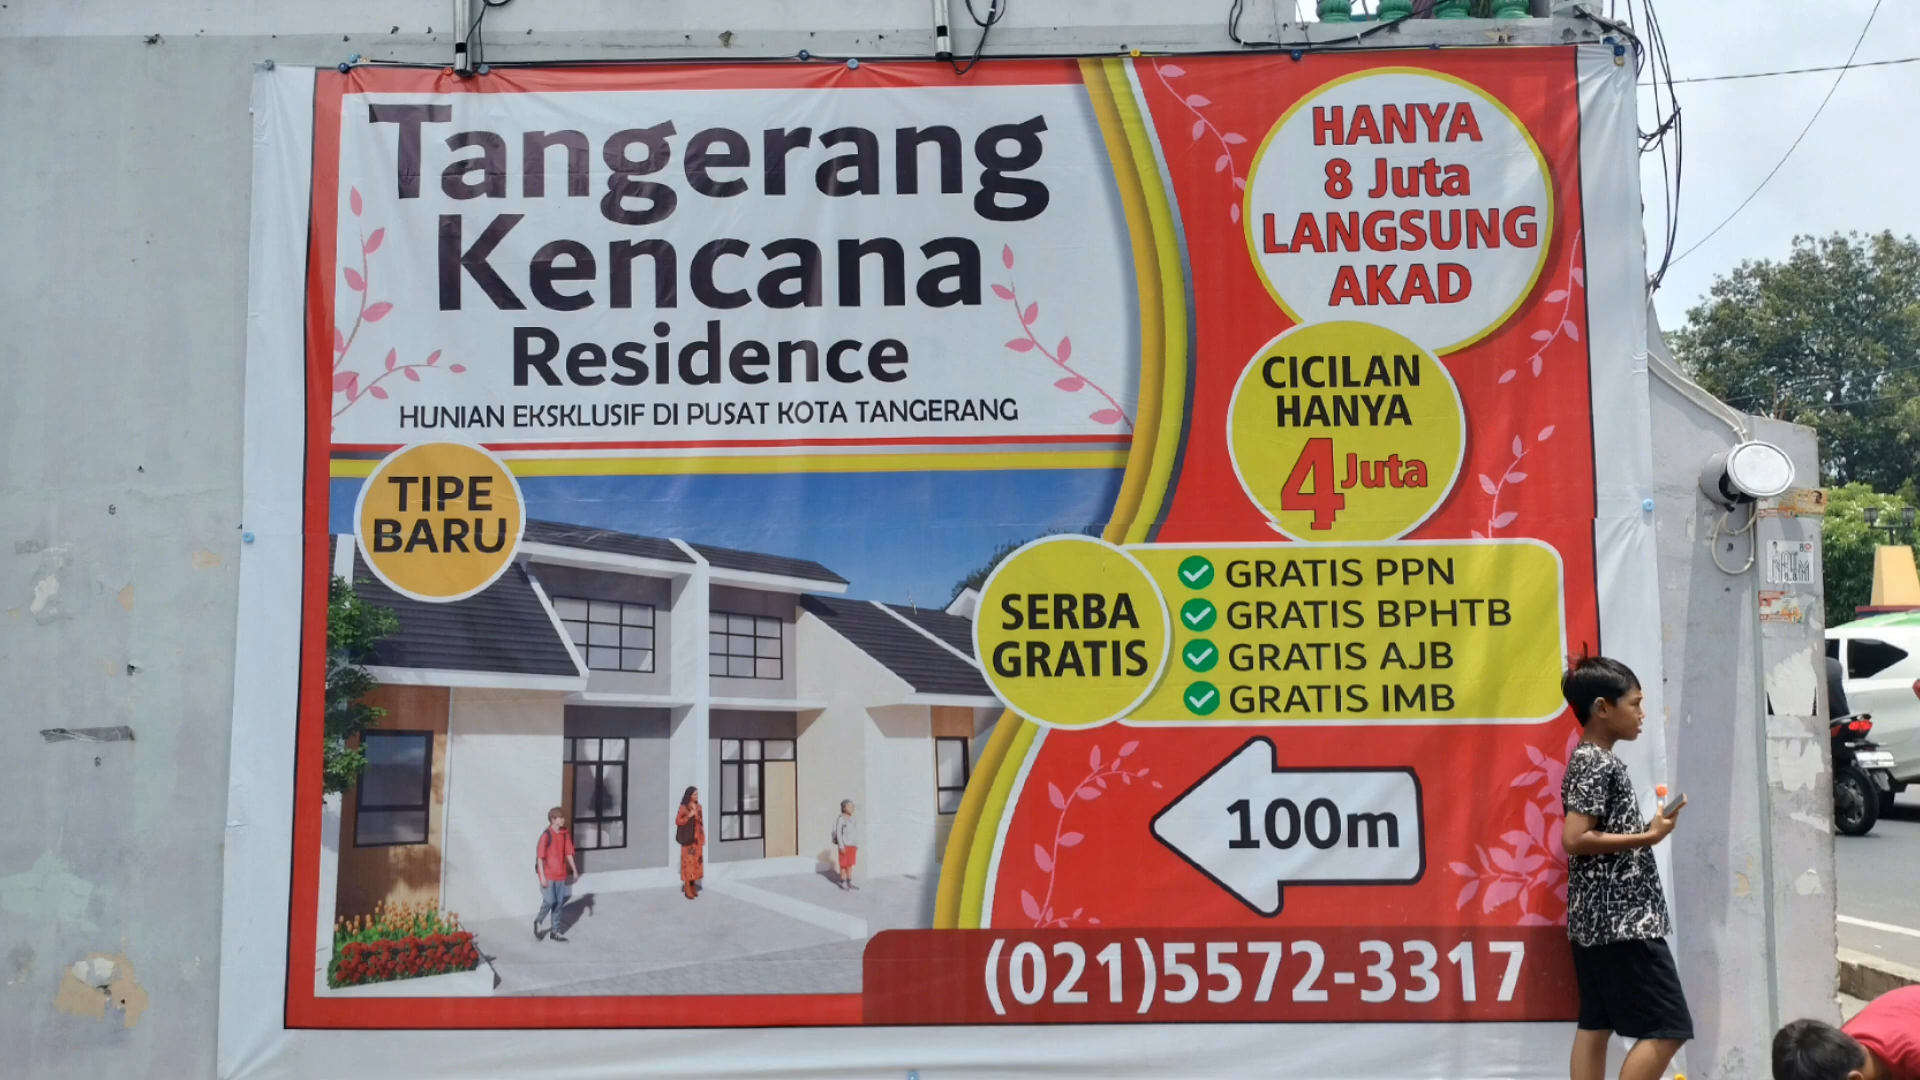 Tangerang
Kencana
Residence
HUNIAN EKSKLUSIF DI PUSAT KOTA TANGERANG
TIPE
BARU
HANYA
8 Juta
LANGSUNG
AKAD
CICILAN
HANYA
4 Juta
SERBA
GRATIS
GRATIS PPN
GRATIS BPHTB
GRATIS AJB
GRATIS IMB
100m
(021)5572-3317